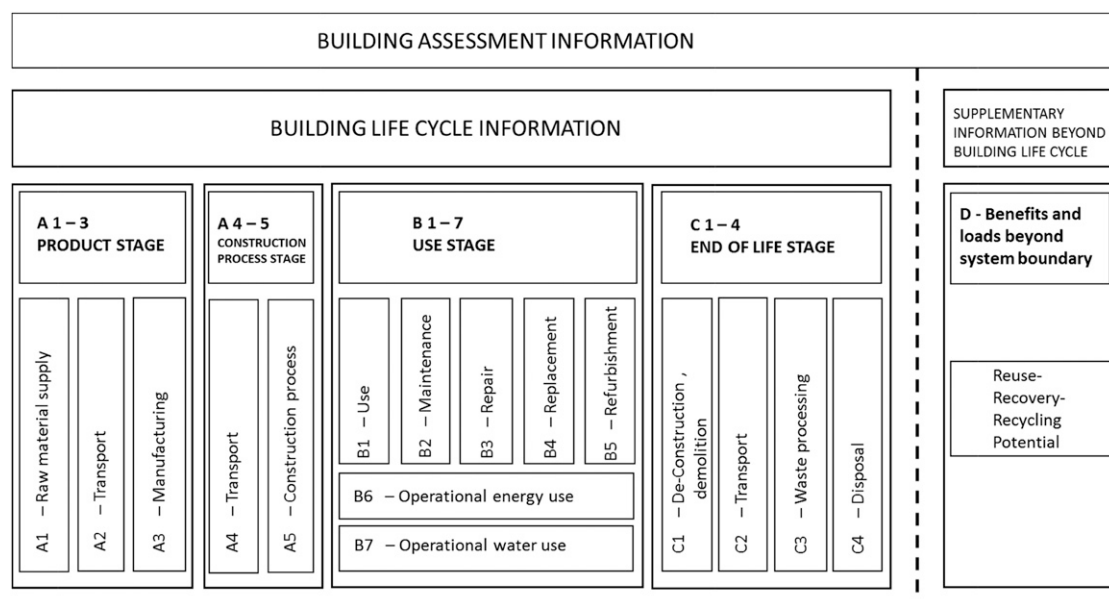 BUILDING ASSESSMENT INFORMATION
BUILDING LIFE CYCLE INFORMATION
SUPPLEMENTARY
INFORMATION BEYOND
BUILDING LIFE CYCLE
A 1 – 3
PRODUCT STAGE
A 4 – 5
CONSTRUCTION
PROCESS STAGE
B 1 – 7
USE STAGE
C 1 – 4
END OF LIFE STAGE
D - Benefits and
loads beyond
system boundary
A1 – Raw material supply
A2 – Transport
A3 – Manufacturing
A4 – Transport
A5 – Construction process
B1 – Use
B2 – Maintenance
B3 – Repair
B4 – Replacement
B5 – Refurbishment
B6 – Operational energy use
B7 – Operational water use
C1 – De-Construction ,
demolition
C2 – Transport
C3 – Waste processing
C4 – Disposal
Reuse-
Recovery-
Recycling
Potential